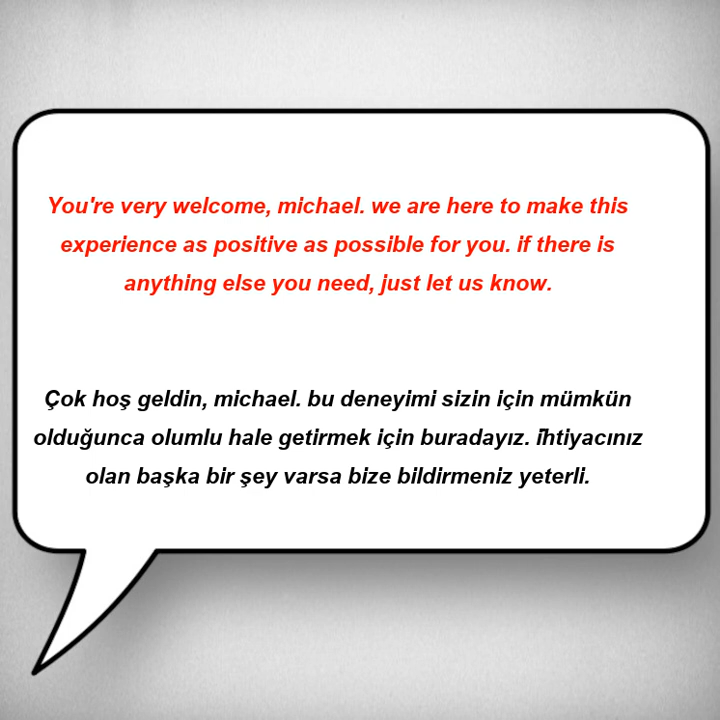 You're very welcome, michael. we are here to make this
experience as positive as possible for you. if there is
anything else you need, just let us know.
Çok hoş geldin, michael. bu deneyimi sizin için mümkün
olduğunca olumlu hale getirmek için buradayız. i̇htiyacınız
olan başka bir şey varsa bize bildirmeniz yeterli.